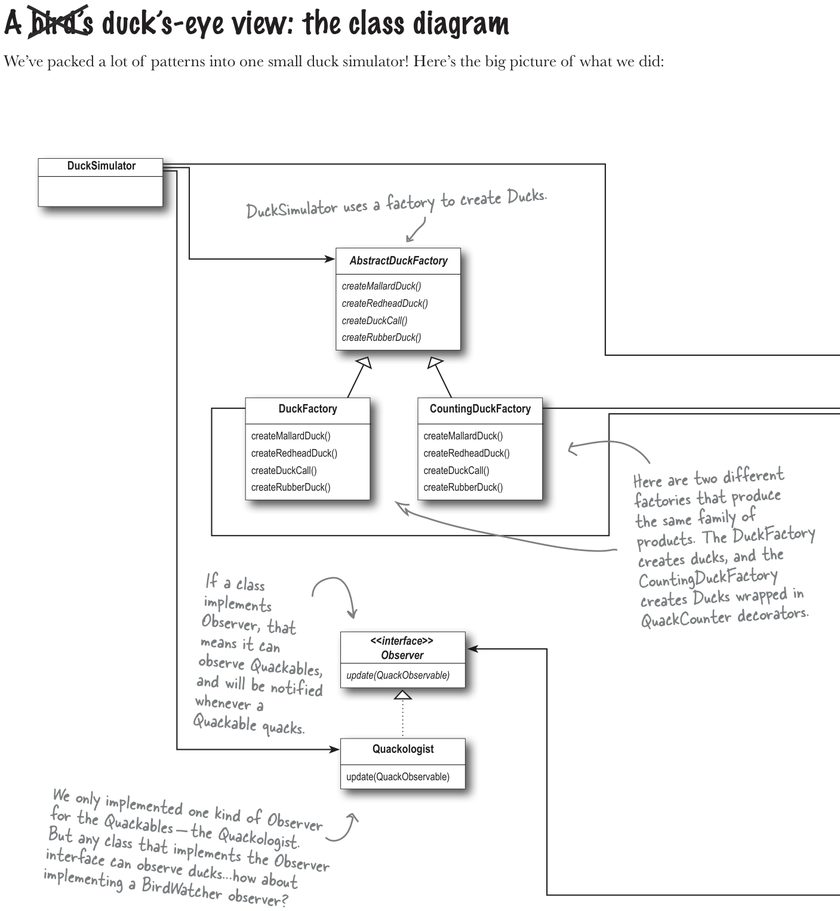 A bird's duck's-eye view: the class diagram
We've packed a lot of patterns into one small duck simulator! Here's the big picture of what we did:
DuckSimulator
DuckSimulator uses a factory to create Ducks.
AbstractDuckFactory
createMallardDuck()
createRedheadDuck()
createDuckCall()
createRubberDuck()
DuckFactory
createMallardDuck()
createRedheadDuck()
createDuckCall()
createRubberDuck()
CountingDuckFactory
createMallardDuck()
createRedheadDuck()
createDuckCall()
createRubberDuck()
Here are two different
factories that produce
the same family of
products. The DuckFactory
creates ducks, and the
CountingDuckFactory
creates Ducks wrapped in
QuackCounter decorators.
If a class
implements
Observer, that
means it can
observe Quackables,
and will be notified
whenever a
Quackable quacks.
<<interface>>
Observer
update(QuackObservable)
Quackologist
update(QuackObservable)
We only implemented one kind of Observer
for the Quackables—the Quackologist.
But any class that implements the Observer
interface can observe ducks...how about
implementing a BirdWatcher observer?